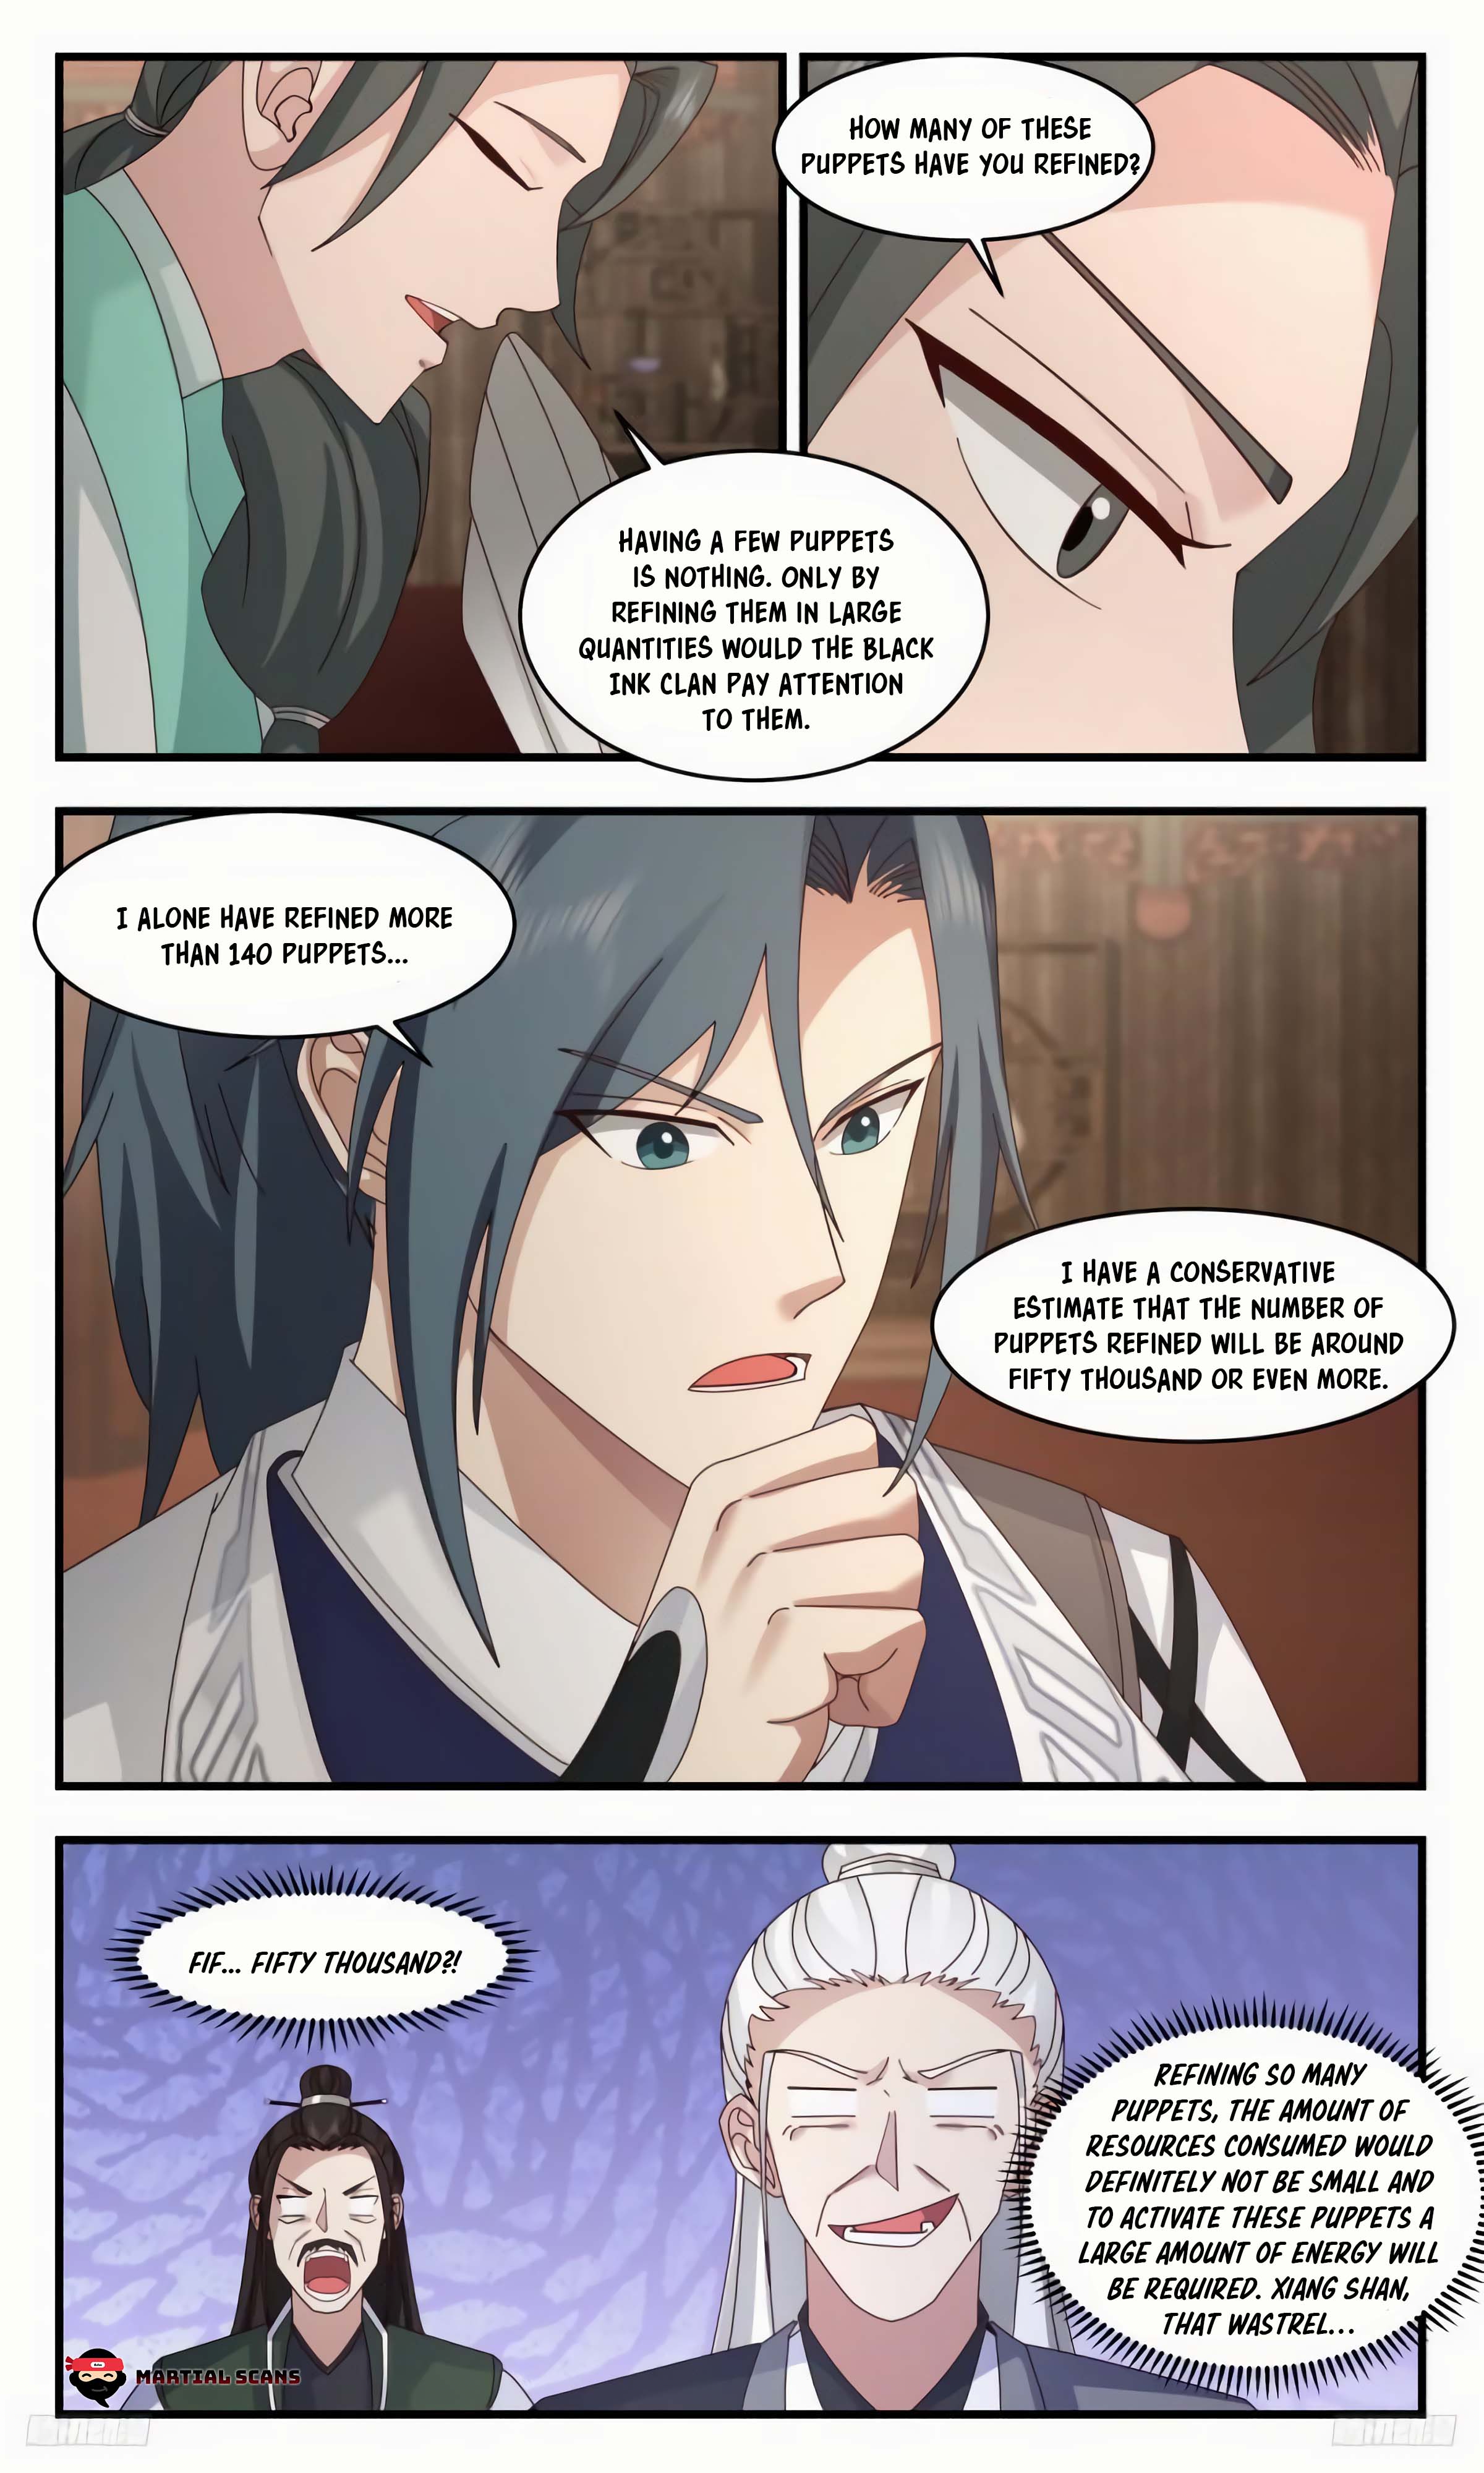 HAVING A FEW PUPPETS
IS NOTHING. ONLY BY
REFINING THEM IN LARGE
QUANTITIES WOULD THE BLACK
INK CLAN PAY ATTENTION
TO THEM.
HOW MANY OF THESE
PUPPETS HAVE YOU REFINED?
I ALONE HAVE REFINED MORE
THAN 140 PUPPETS...
I HAVE A CONSERVATIVE
ESTIMATE THAT THE NUMBER OF
PUPPETS REFINED WILL BE AROUND
FIFTY THOUSAND OR EVEN MORE.
FIF... FIFTY THOUSAND?!
REFINING SO MANY
PUPPETS, THE AMOUNT OF
RESOURCES CONSUMED WOULD
DEFINITELY NOT BE SMALL AND
TO ACTIVATE THESE PUPPETS A
LARGE AMOUNT OF ENERGY WILL
BE REQUIRED. XIANG SHAN,
THAT WASTREL...
MARTIAL SCANS